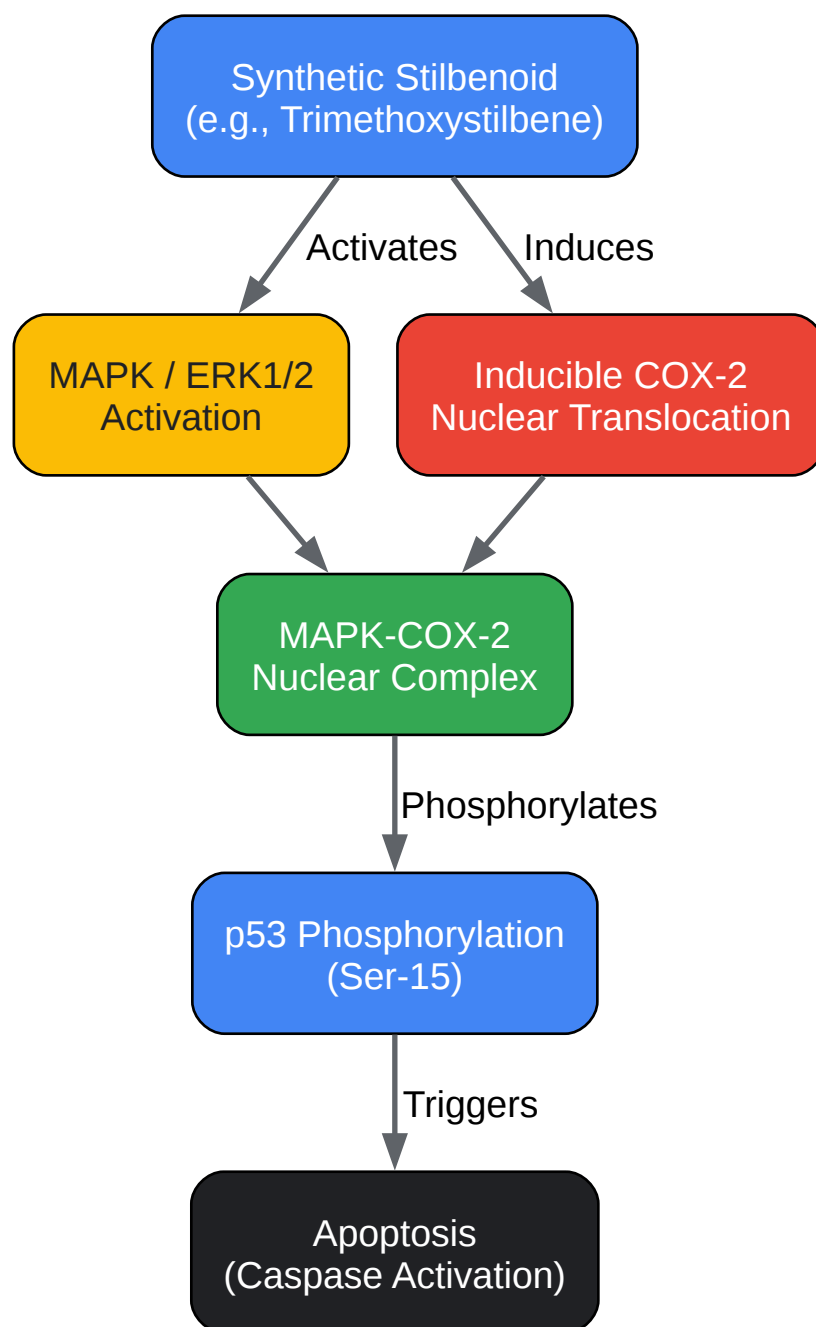 Synthetic Stilbenoid
(e.g., Trimethoxystilbene)
Activates
Induces
MAPK / ERK1/2
Activation
Inducible COX-2
Nuclear Translocation
MAPK-COX-2
Nuclear Complex
Phosphorylates
p53 Phosphorylation
(Ser-15)
Triggers
Apoptosis
(Caspase Activation)